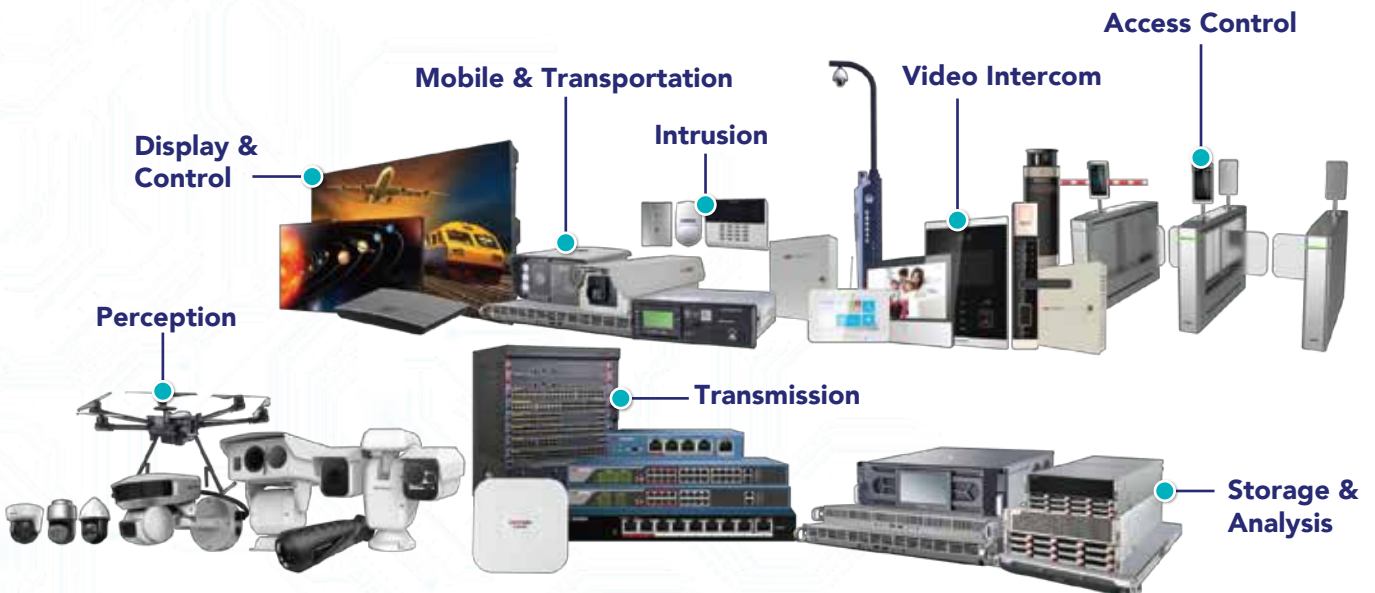 Access Control
Mobile & Transportation
Video Intercom
Intrusion
Display &
Control
Perception
Transmission
Storage &
Analysis